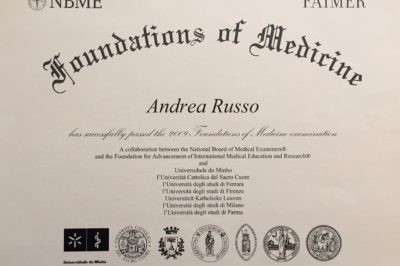 NBME
FAIMER
Foundations of Medicine
Andrea Russo
has successfully passed the 2009 Foundations of Medicine examination
A collaboration between the National Board of Medical Examiners®
and the Foundation for Advancement of International Medical Education and Research®
and
Universidade do Minho
l'Università Cattolica del Sacro Cuore
l'Università degli studi di Ferrara
l'Università degli studi di Firenze
Universiteit Katholieke Leuven
l'Università degli studi di Milano
l'Università degli studi di Parma
Universidade do Minho